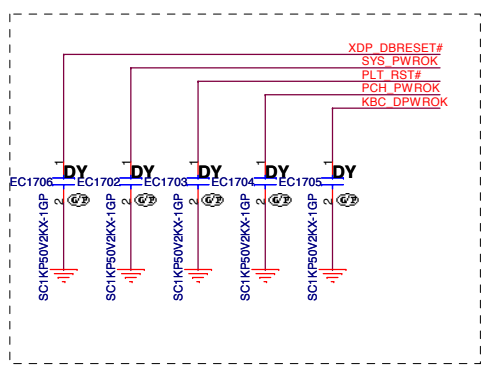 XDP_DBRESET#
SYS_PWROK
PLT_RST#
PCH_PWROK
KBC_DPWROK
1 1 1 1 1
DY DY DY DY DY
EC1706 EC1702 EC1703 EC1704 EC1705
2 2 2 2 2
SC1KP50V2KX-1GP
SC1KP50V2KX-1GP
SC1KP50V2KX-1GP
SC1KP50V2KX-1GP
SC1KP50V2KX-1GP